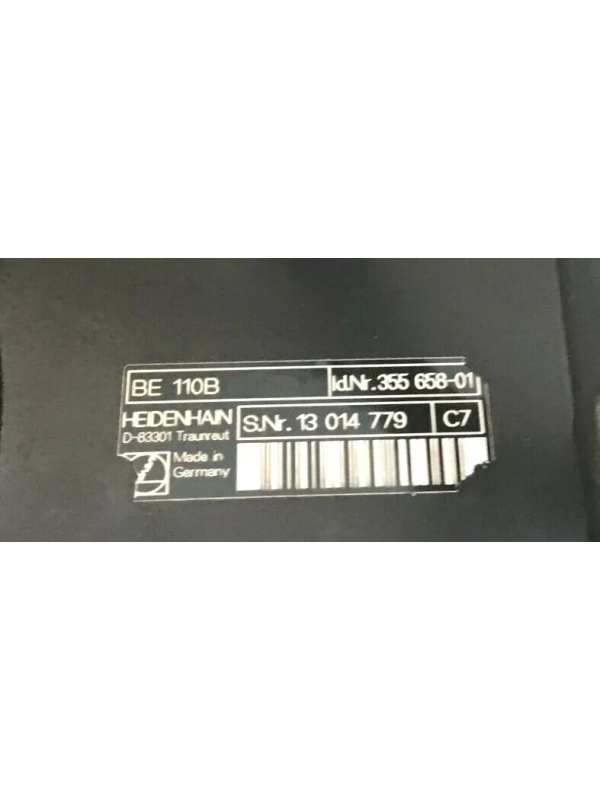 BE 110B Id.Nr. 355 658-01
HEIDENHAIN S.Nr. 13 014 779 C7
D-83301 Traunreut
Made in
Germany